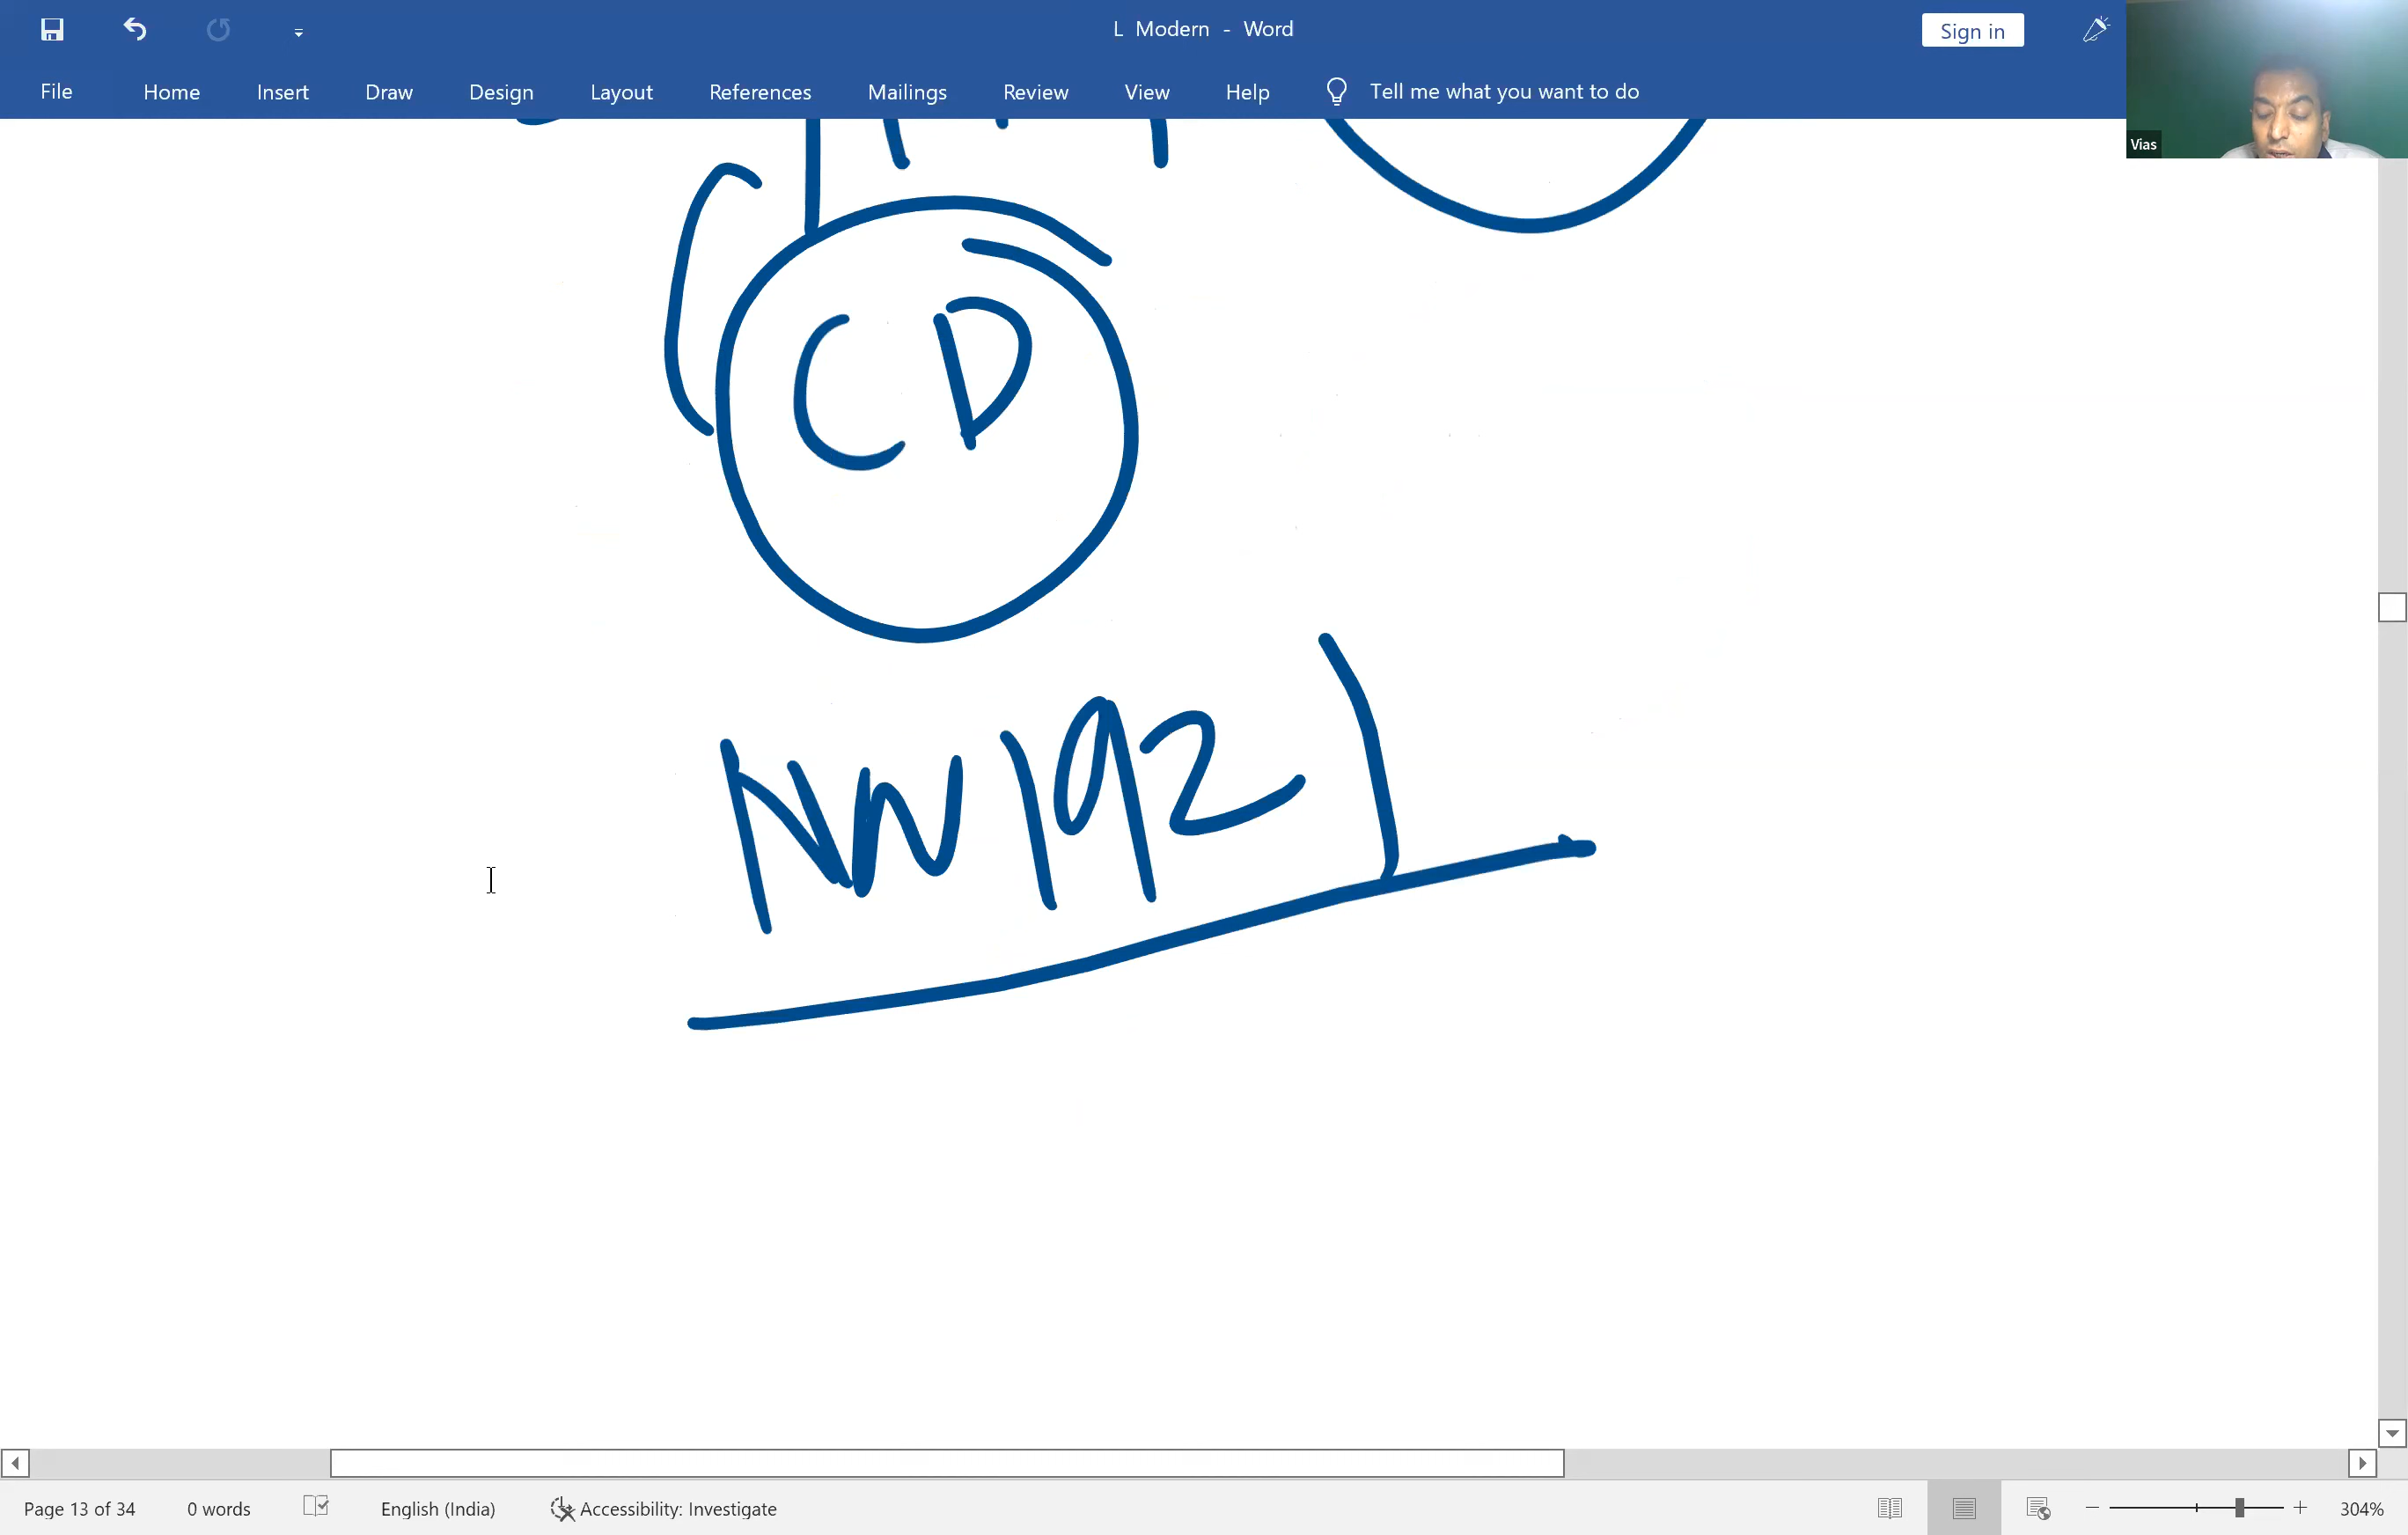 L Modern - Word
Sign in
File Home Insert Draw Design Layout References Mailings Review View Help Tell me what you want to do
Vias
CD
NW 1921
Page 13 of 34 0 words English (India) Accessibility: Investigate 304%